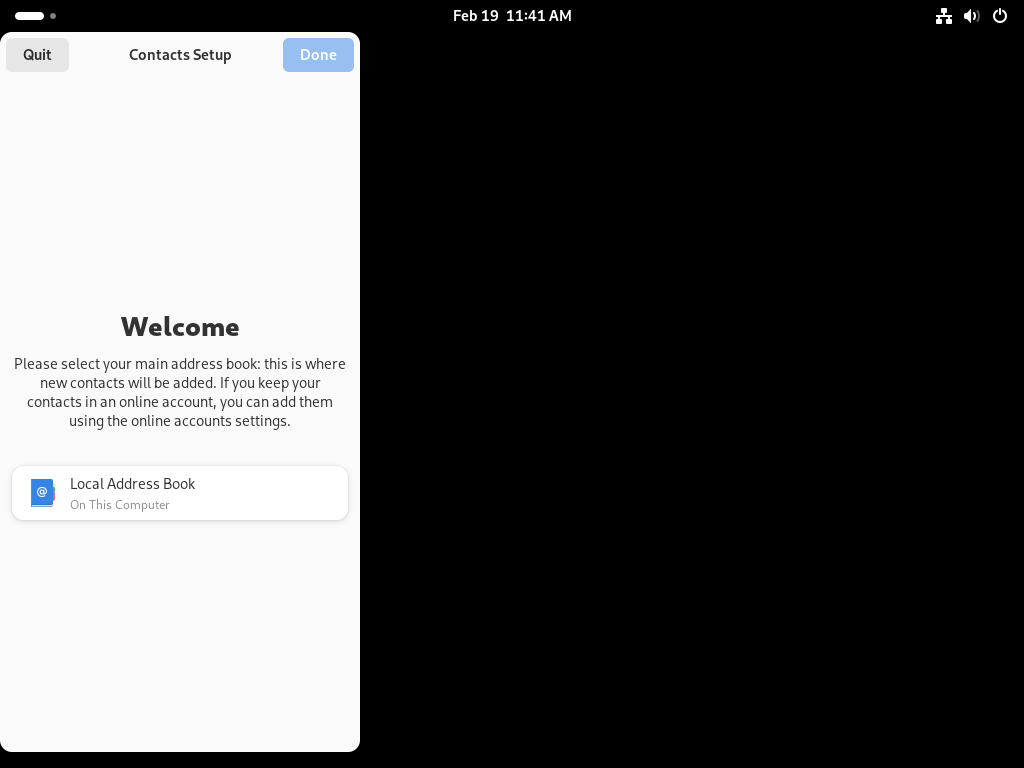 Feb 19 11:41 AM
Quit
Contacts Setup
Done
Welcome
Please select your main address book: this is where
new contacts will be added. If you keep your
contacts in an online account, you can add them
using the online accounts settings.
@
Local Address Book
On This Computer